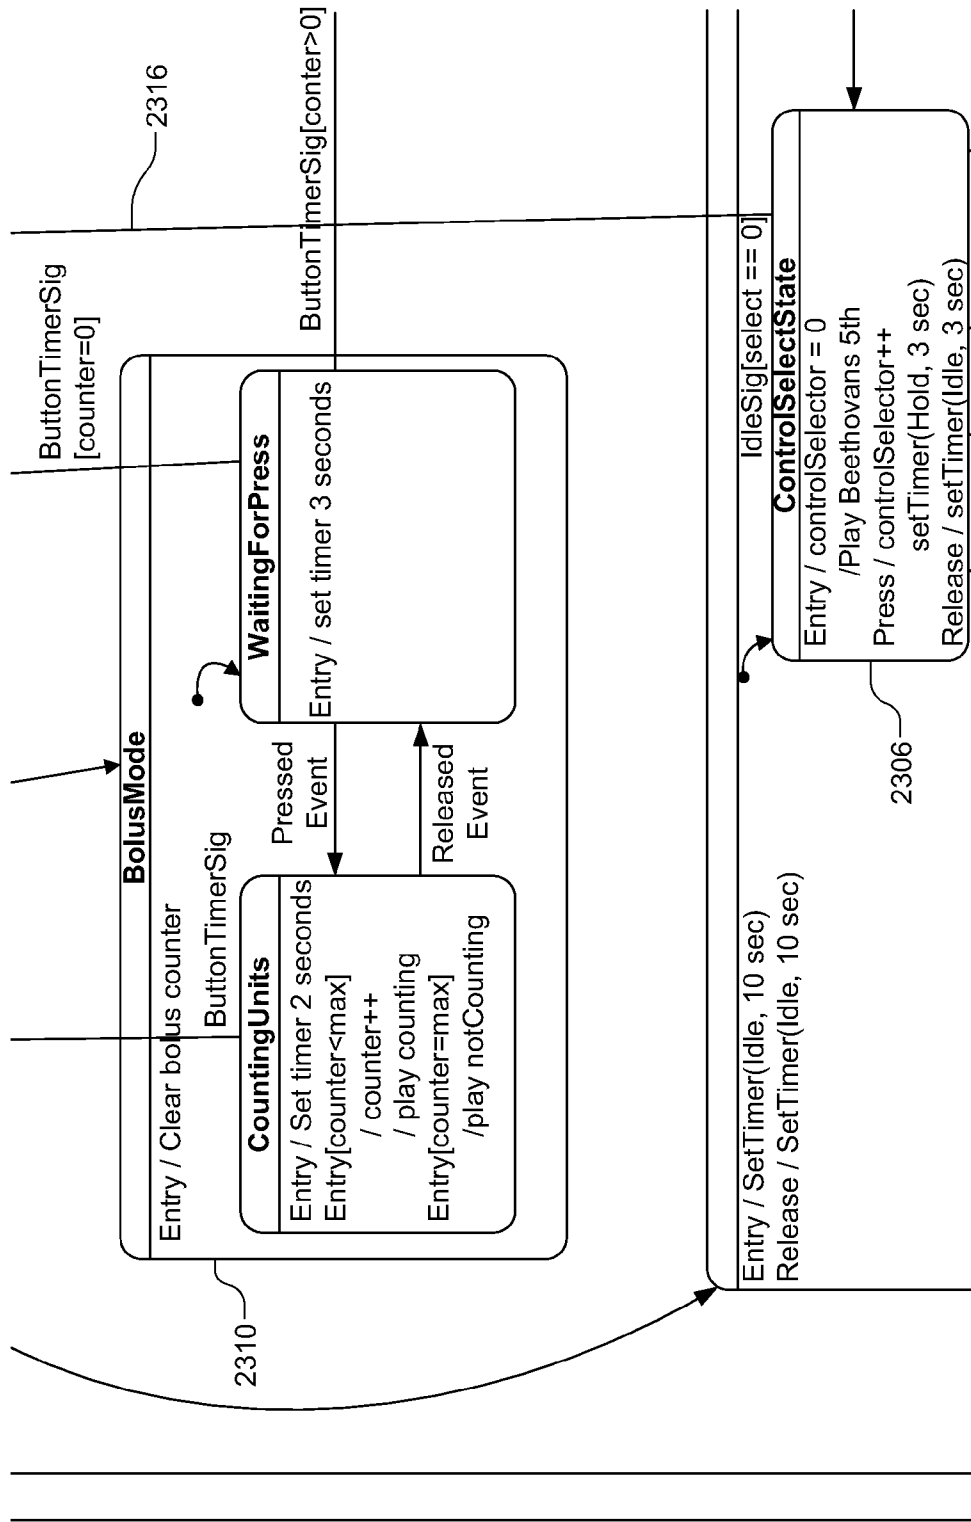 2316
ButtonTimerSig
[counter=0]
ButtonTimerSig[conter>0]
BolusMode
Entry / Clear bolus counter
ButtonTimerSig
CountingUnits
Entry / Set timer 2 seconds
Entry[counter<max]
/ counter++
/ play counting
Entry[counter=max]
/play notCounting
Pressed
Event
Released
Event
WaitingForPress
Entry / set timer 3 seconds
2310
Entry / SetTimer(Idle, 10 sec)
Release / SetTimer(Idle, 10 sec)
IdleSig[select == 0]
ControlSelectState
Entry / controlSelector = 0
/Play Beethovans 5th
Press / controlSelector++
setTimer(Hold, 3 sec)
Release / setTimer(Idle, 3 sec)
2306